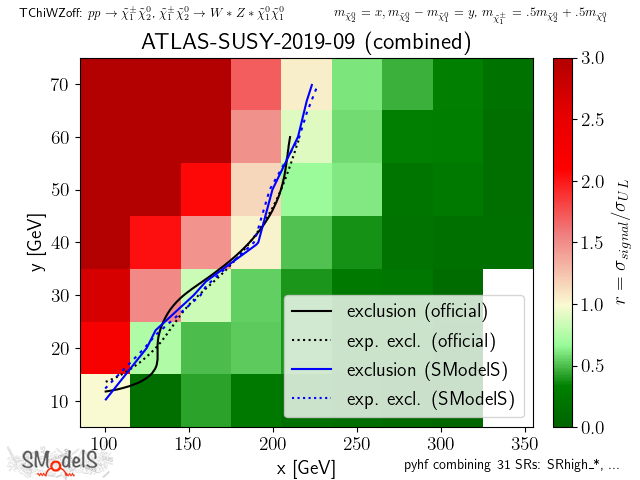 TChiWZoff: pp → χ̃₁^± χ̃₂⁰, χ̃₁^± χ̃₂⁰ → W * Z * χ̃₁⁰ χ̃₁⁰
m_χ̃₂⁰ = x, m_χ̃₂⁰ − m_χ̃₁⁰ = y, m_χ̃₁^± = .5m_χ̃₂⁰ + .5m_χ̃₁⁰
ATLAS-SUSY-2019-09 (combined)
y [GeV]
70
60
50
40
30
20
10
exclusion (official)
exp. excl. (official)
exclusion (SModelS)
exp. excl. (SModelS)
100 150 200 250 300 350
x [GeV]
3.0
2.5
2.0
1.5
1.0
0.5
0.0
r = σ_signal/σ_UL
SModelS
pyhf combining 31 SRs: SRhigh_*, ...